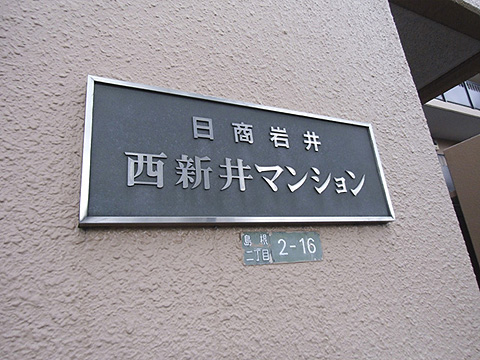 日商岩井
西新井マンション
島根
二丁目
2-16